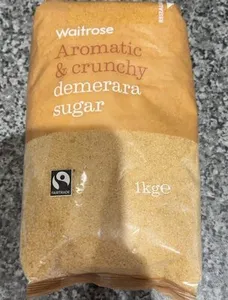 Waitrose
Aromatic
& crunchy
demerara
sugar
FAIRTRADE
1kg℮